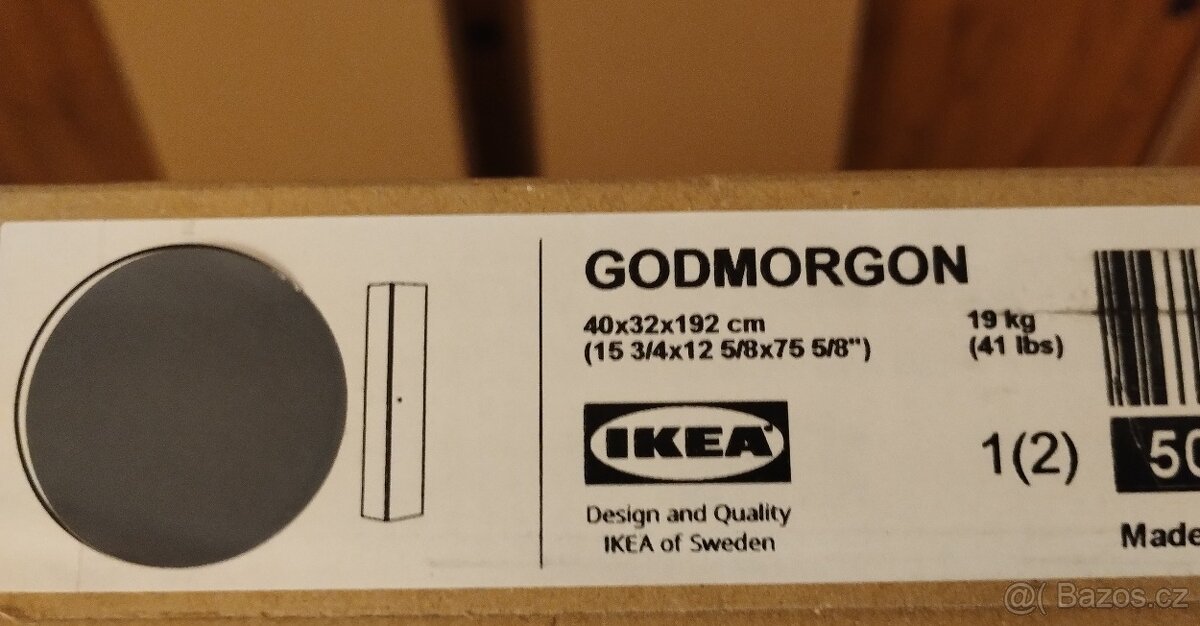 GODMORGON
40x32x192 cm
(15 3/4x12 5/8x75 5/8")
19 kg
(41 lbs)
IKEA
1(2)
50
Design and Quality
IKEA of Sweden
Made
@( Bazos.cz